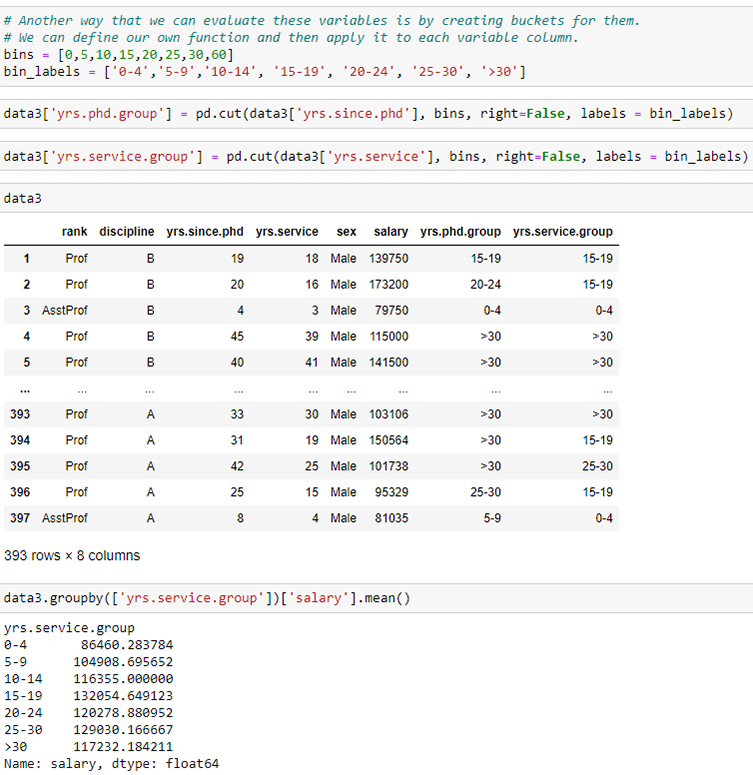 # Another way that we can evaluate these variables is by creating buckets for them.
# We can define our own function and then apply it to each variable column.
bins = [0,5,10,15,20,25,30,60]
bin_labels = ['0-4','5-9','10-14', '15-19', '20-24', '25-30', '>30']
data3['yrs.phd.group'] = pd.cut(data3['yrs.since.phd'], bins, right=False, labels = bin_labels)
data3['yrs.service.group'] = pd.cut(data3['yrs.service'], bins, right=False, labels = bin_labels)
data3
rank discipline yrs.since.phd yrs.service sex salary yrs.phd.group yrs.service.group
1 Prof B 19 18 Male 139750 15-19 15-19
2 Prof B 20 16 Male 173200 20-24 15-19
3 AsstProf B 4 3 Male 79750 0-4 0-4
4 Prof B 45 39 Male 115000 >30 >30
5 Prof B 40 41 Male 141500 >30 >30
... ... ... ... ... ... ... ... ...
393 Prof A 33 30 Male 103106 >30 >30
394 Prof A 31 19 Male 150564 >30 15-19
395 Prof A 42 25 Male 101738 >30 25-30
396 Prof A 25 15 Male 95329 25-30 15-19
397 AsstProf A 8 4 Male 81035 5-9 0-4
393 rows × 8 columns
data3.groupby(['yrs.service.group'])['salary'].mean()
yrs.service.group
0-4 86460.283784
5-9 104908.695652
10-14 116355.000000
15-19 132054.649123
20-24 120278.880952
25-30 129030.166667
>30 117232.184211
Name: salary, dtype: float64